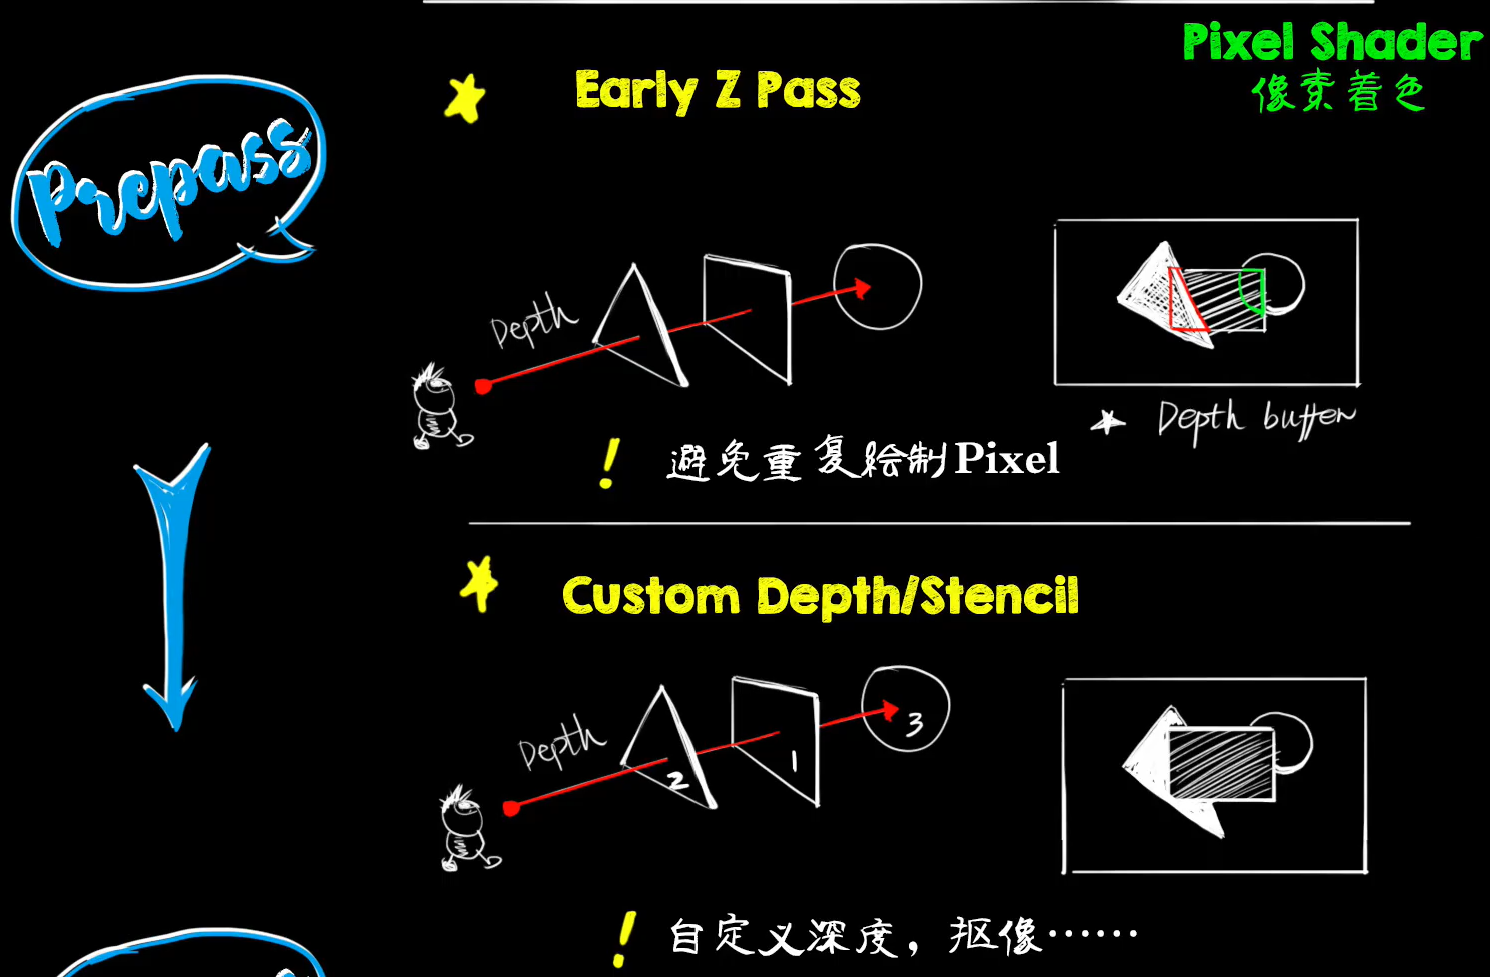 Pixel Shader
像素着色
Early Z Pass
Prepass
Depth
Depth buffer
避免重复绘制Pixel
Custom Depth/Stencil
Depth
2
1
3
自定义深度，抠像……